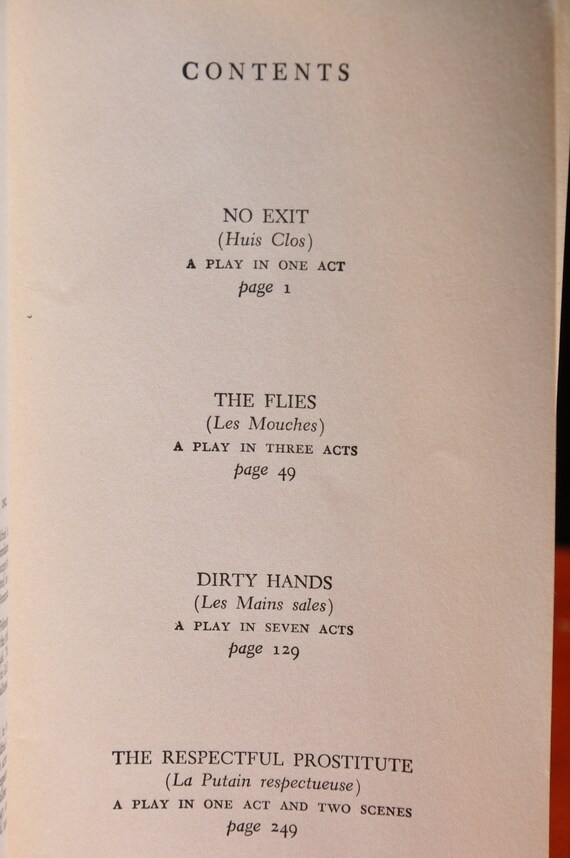 CONTENTS
NO EXIT
(Huis Clos)
A PLAY IN ONE ACT
page 1
THE FLIES
(Les Mouches)
A PLAY IN THREE ACTS
page 49
DIRTY HANDS
(Les Mains sales)
A PLAY IN SEVEN ACTS
page 129
THE RESPECTFUL PROSTITUTE
(La Putain respectueuse)
A PLAY IN ONE ACT AND TWO SCENES
page 249